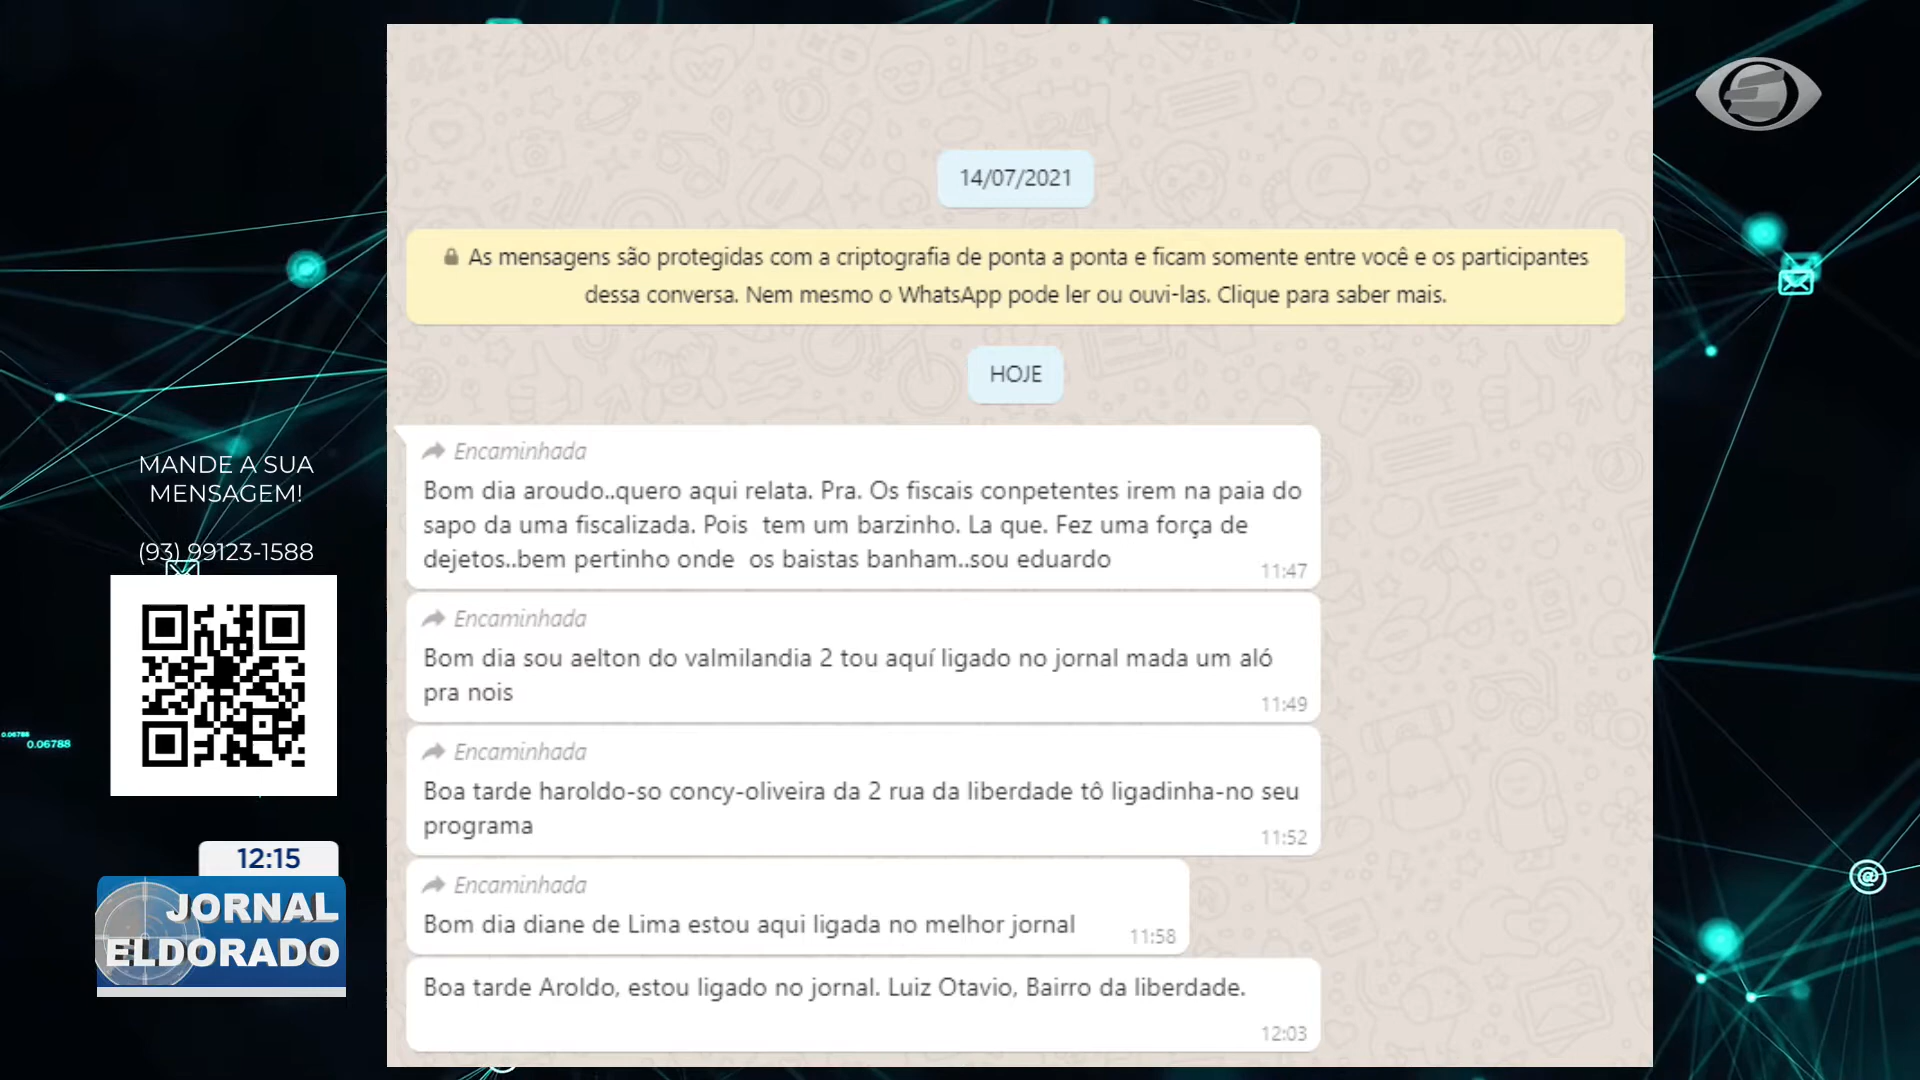 14/07/2021
As mensagens são protegidas com a criptografia de ponta a ponta e ficam somente entre você e os participantes
dessa conversa. Nem mesmo o WhatsApp pode ler ou ouvi-las. Clique para saber mais.
HOJE
Encaminhada
Bom dia aroudo..quero aqui relata. Pra. Os fiscais conpetentes irem na paia do
sapo da uma fiscalizada. Pois  tem um barzinho. La que. Fez uma força de
dejetos..bem pertinho onde  os baistas banham..sou eduardo
11:47
Encaminhada
Bom dia sou aelton do valmilandia 2 tou aquí ligado no jornal mada um aló
pra nois
11:49
Encaminhada
Boa tarde haroldo-so concy-oliveira da 2 rua da liberdade tô ligadinha-no seu
programa
11:52
Encaminhada
Bom dia diane de Lima estou aqui ligada no melhor jornal
11:58
Boa tarde Aroldo, estou ligado no jornal. Luiz Otavio, Bairro da liberdade.
12:03
MANDE A SUA
MENSAGEM!
(93) 99123-1588
0.06788
0.06788
12:15
JORNAL
ELDORADO